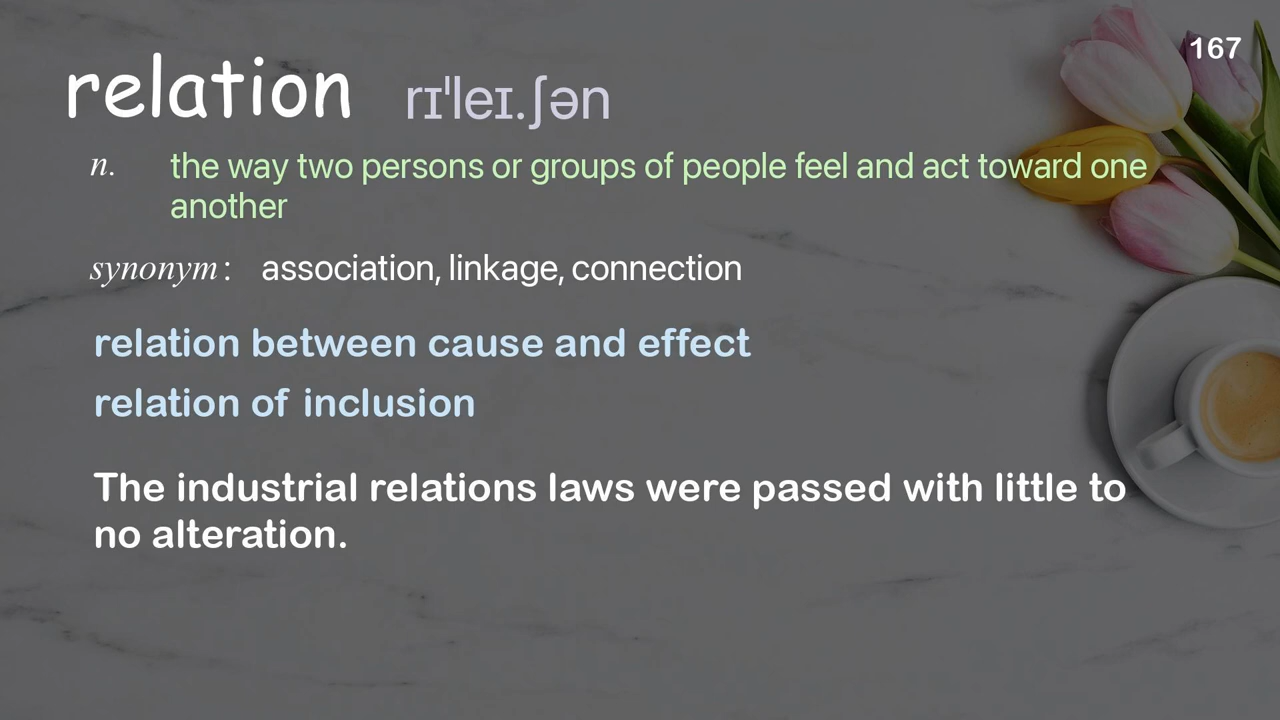 167
relation rɪˈleɪ.ʃən
n. the way two persons or groups of people feel and act toward one
another
synonym: association, linkage, connection
relation between cause and effect
relation of inclusion
The industrial relations laws were passed with little to
no alteration.